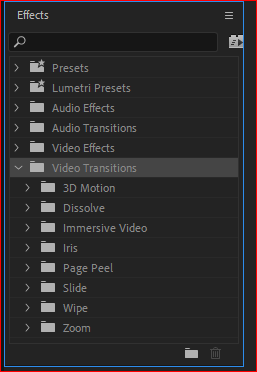 Effects
Presets
Lumetri Presets
Audio Effects
Audio Transitions
Video Effects
Video Transitions
3D Motion
Dissolve
Immersive Video
Iris
Page Peel
Slide
Wipe
Zoom